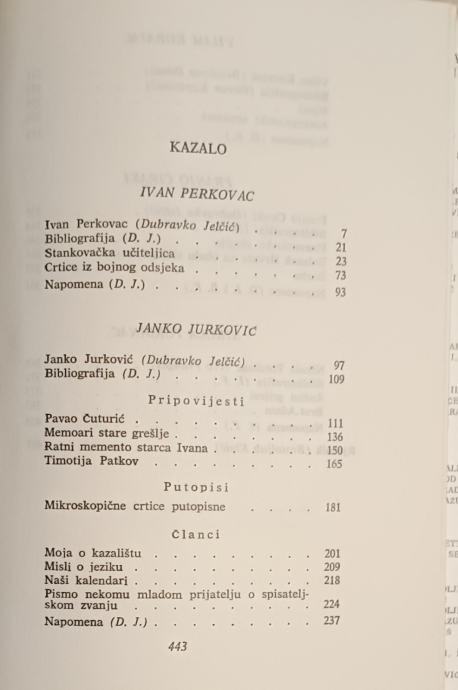 KAZALO
IVAN PERKOVAC
Ivan Perkovac (Dubravko Jelčić) . . . . 7
Bibliografija (D. J.) . . . . . . . . 21
Stankovačka učiteljica . . . . . . . 23
Crtice iz bojnog odsjeka . . . . . . 73
Napomena (D. J.) . . . . . . . . . 93
JANKO JURKOVIĆ
Janko Jurković (Dubravko Jelčić) . . . . 97
Bibliografija (D. J.) . . . . . . . . 109
Pripovijesti
Pavao Čuturić . . . . . . . . . 111
Memoari stare grešlje . . . . . . . . 136
Ratni memento starca Ivana . . . . . . 150
Timotija Patkov . . . . . . . . . 165
Putopisi
Mikroskopične crtice putopisne . . . . 181
Članci
Moja o kazalištu . . . . . . . . . 201
Misli o jeziku . . . . . . . . . . 209
Naši kalendari . . . . . . . . . . 218
Pismo nekomu mladom prijatelju o spisatelj-
skom zvanju . . . . . . . . . . 224
Napomena (D. J.) . . . . . . . . . 237
443